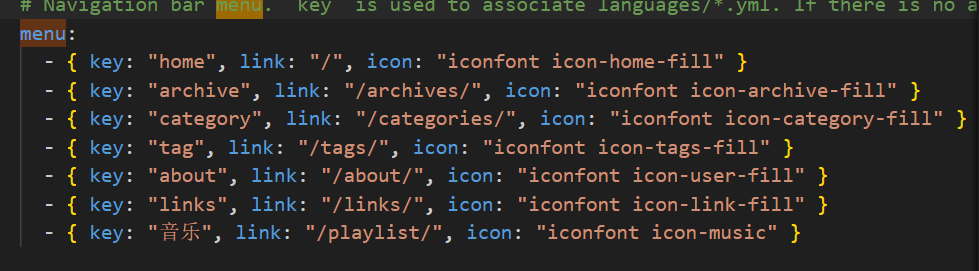 # Navigation bar menu. `key` is used to associate languages/*.yml. If there is no a
menu:
  - { key: "home", link: "/", icon: "iconfont icon-home-fill" }
  - { key: "archive", link: "/archives/", icon: "iconfont icon-archive-fill" }
  - { key: "category", link: "/categories/", icon: "iconfont icon-category-fill" }
  - { key: "tag", link: "/tags/", icon: "iconfont icon-tags-fill" }
  - { key: "about", link: "/about/", icon: "iconfont icon-user-fill" }
  - { key: "links", link: "/links/", icon: "iconfont icon-link-fill" }
  - { key: "音乐", link: "/playlist/", icon: "iconfont icon-music" }